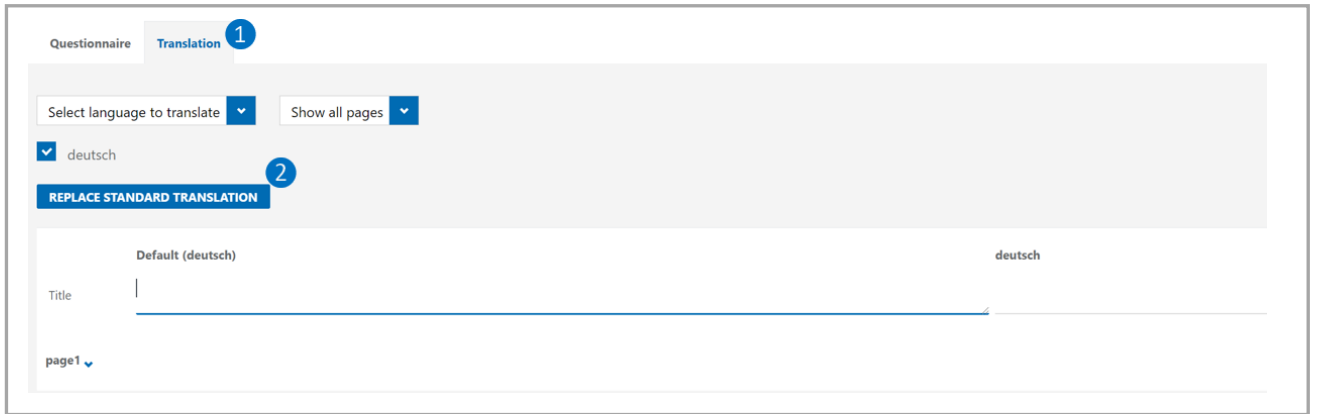 Questionnaire Translation 1
Select language to translate Show all pages
deutsch
2
REPLACE STANDARD TRANSLATION
Default (deutsch) deutsch
Title
page1